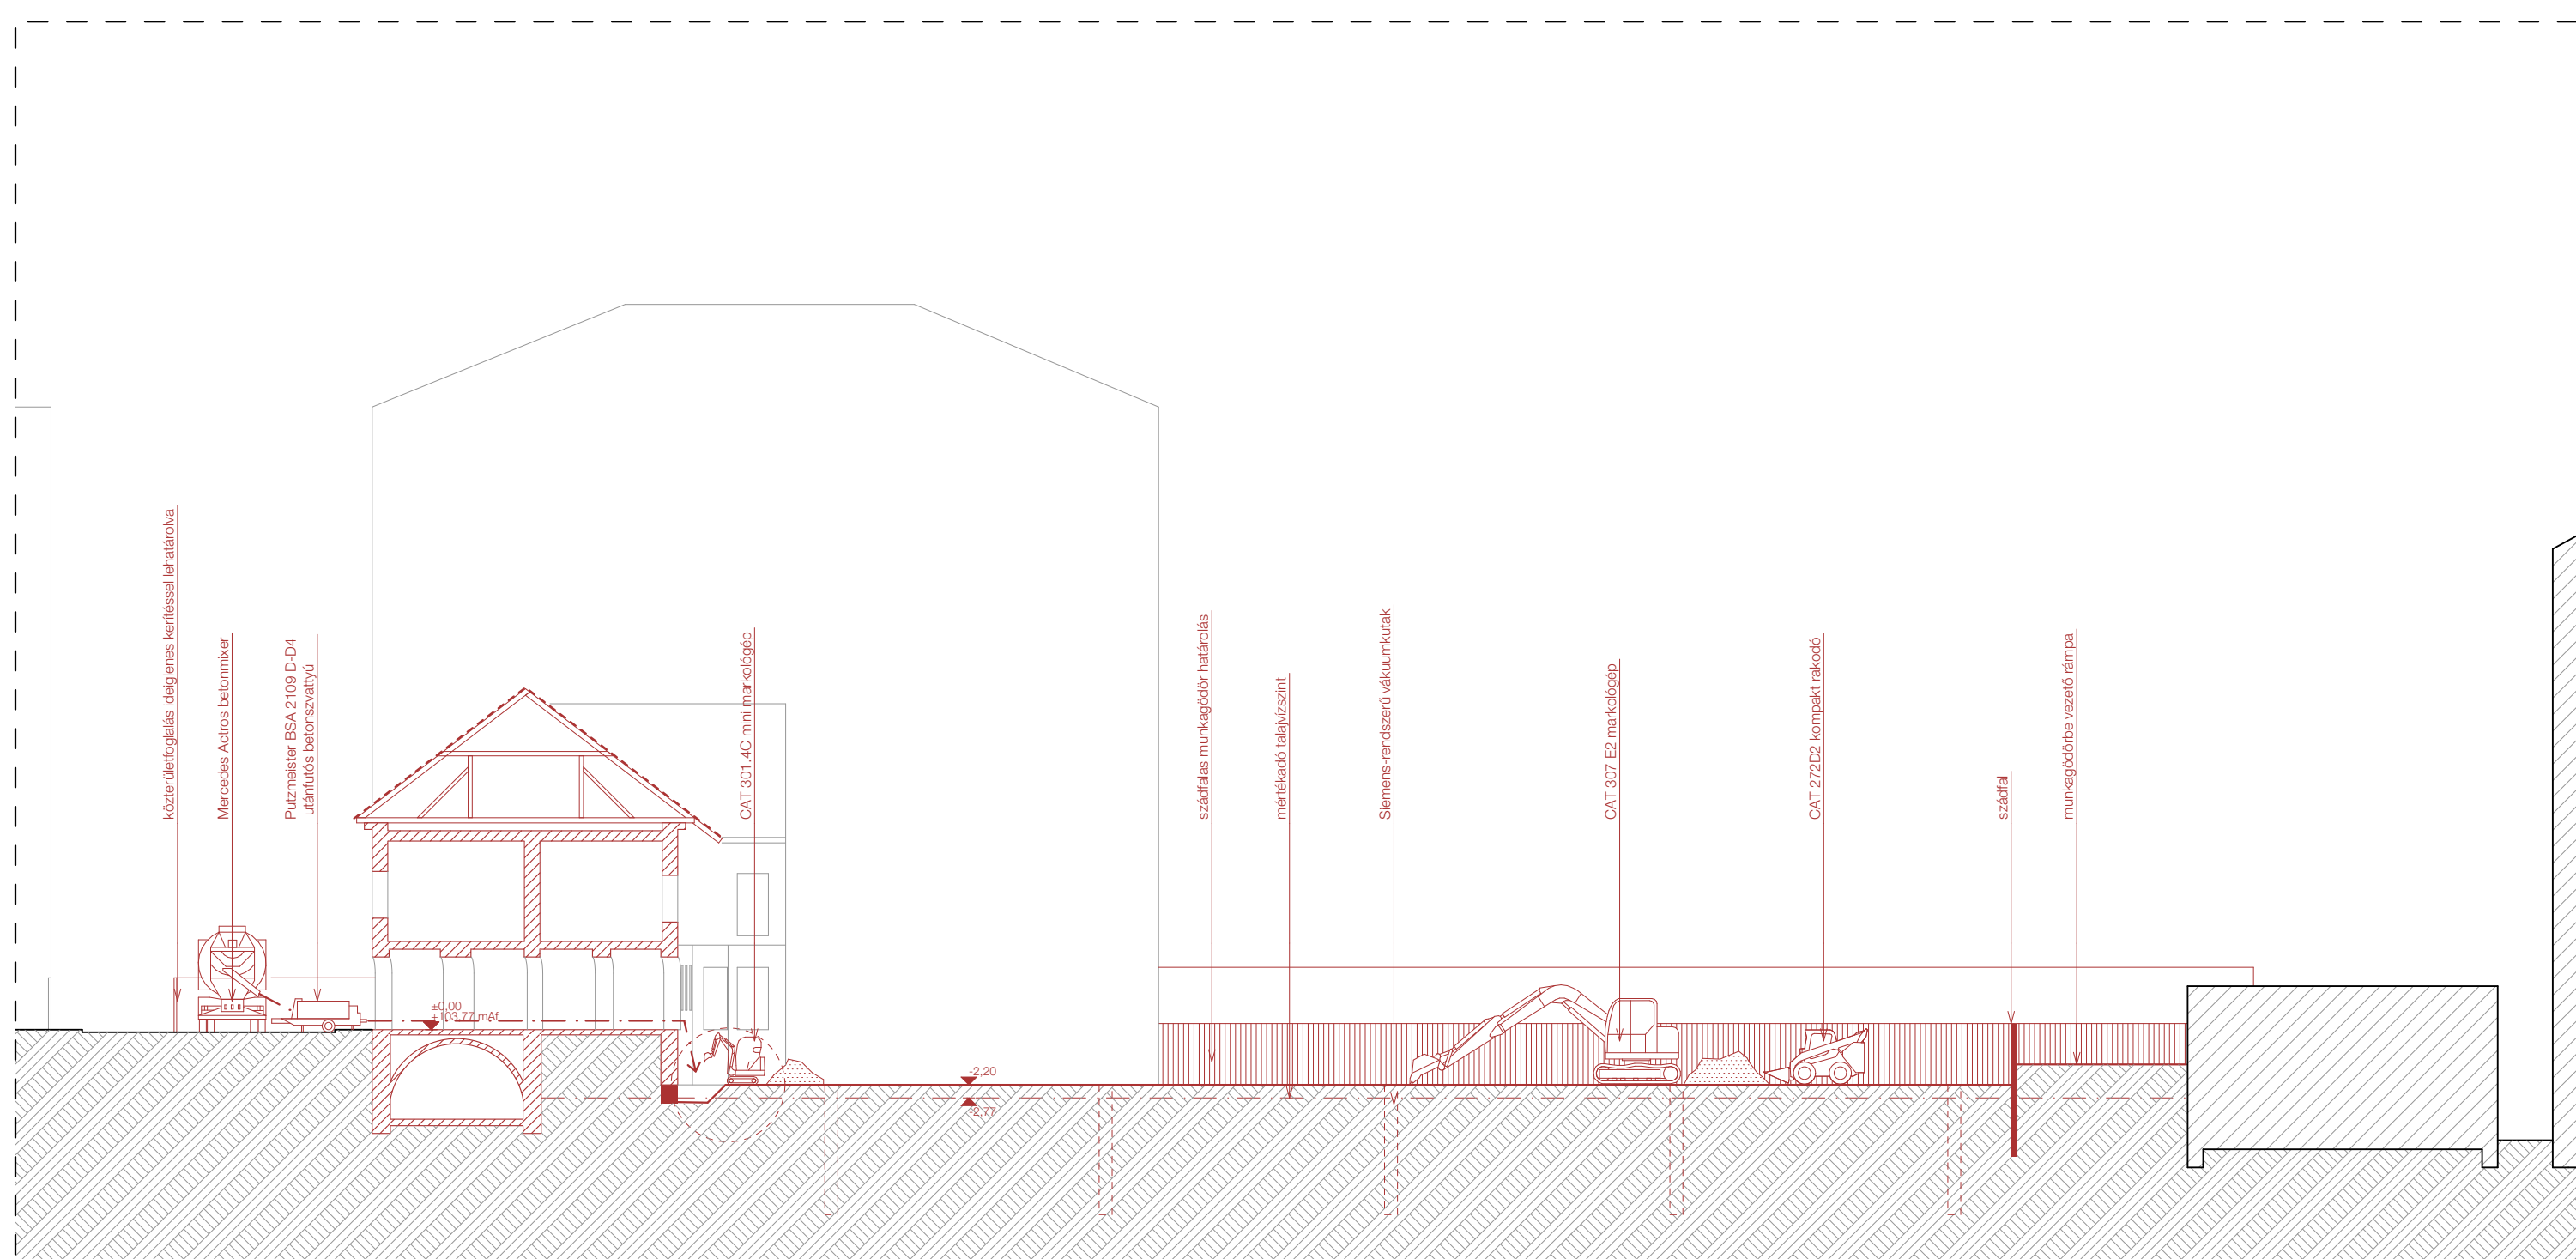 közterületfoglalás ideiglenes kerítéssel lehatárolva
Mercedes Actros betonmixer
Putzmeister BSA 2109 D-D4
utánfutós betonszvattyú
CAT 301.4C mini markológép
szádfalas munkagödör határolás
mértékadó talajvízszint
Siemens-rendszerű vákuumkutak
CAT 307 E2 markológép
CAT 272D2 kompakt rakodó
szádfal
munkagödörbe vezető rámpa
±0,00
+103,77 mAf
-2,20
-2,77